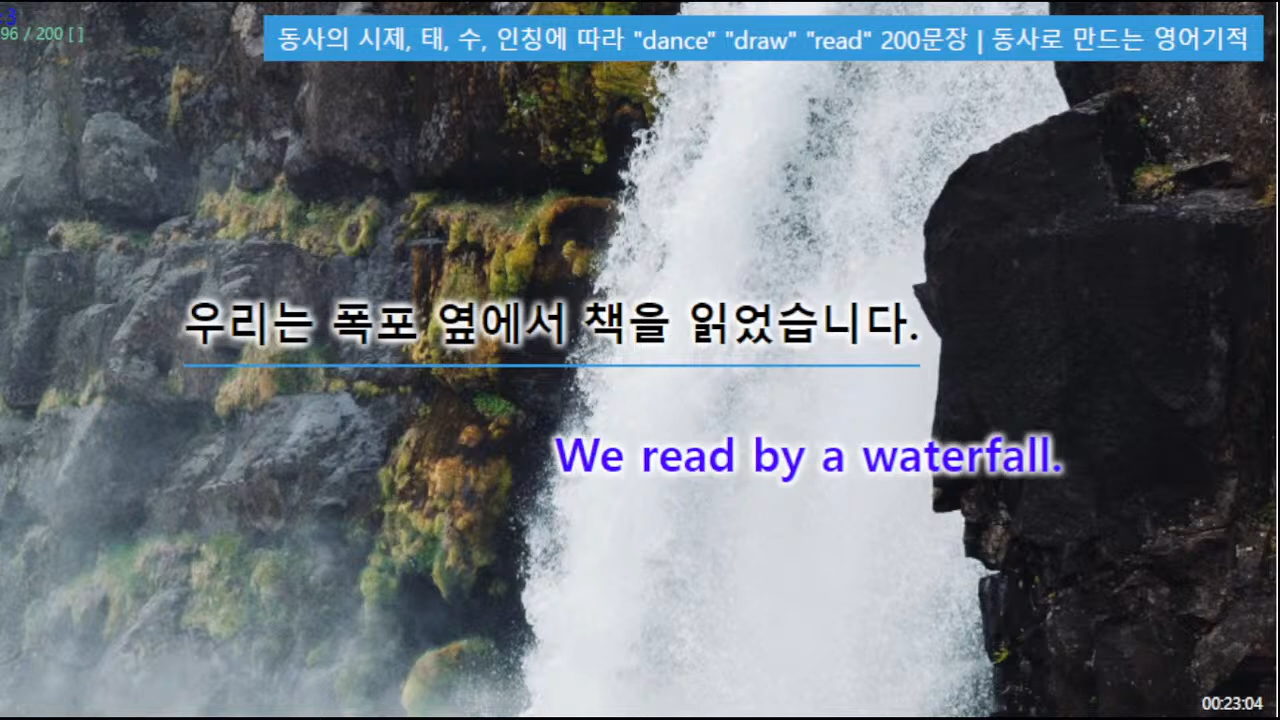 96 / 200 [ ]
동사의 시제, 태, 수, 인칭에 따라 "dance" "draw" "read" 200문장 | 동사로 만드는 영어기적
우리는 폭포 옆에서 책을 읽었습니다.
We read by a waterfall.
00:23:04